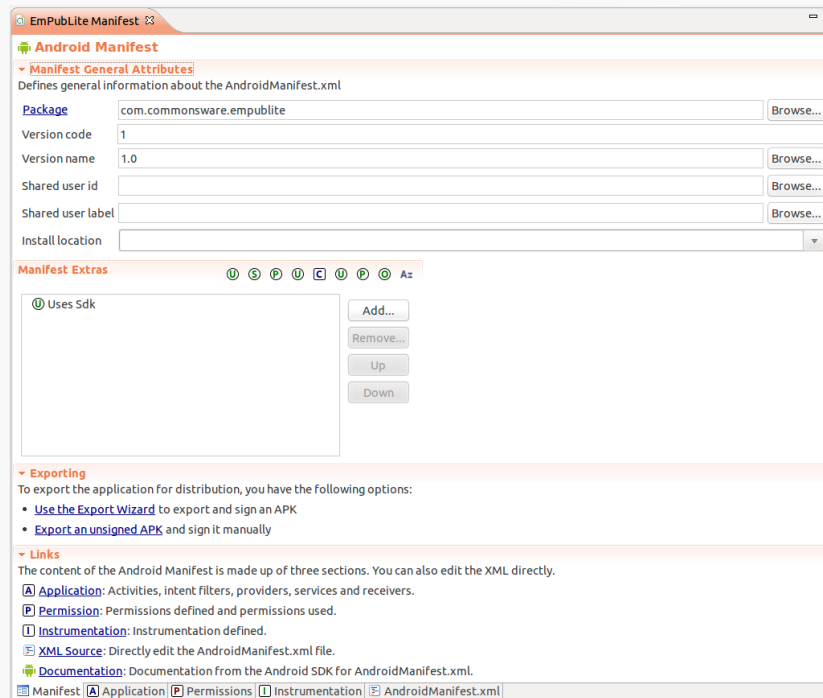 EmPubLite Manifest
Android Manifest
Manifest General Attributes
Defines general information about the AndroidManifest.xml
Package com.commonsware.empublite Browse...
Version code 1
Version name 1.0 Browse...
Shared user id Browse...
Shared user label Browse...
Install location
Manifest Extras U S P U C U P O Az
U Uses Sdk
Add...
Remove...
Up
Down
Exporting
To export the application for distribution, you have the following options:
• Use the Export Wizard to export and sign an APK
• Export an unsigned APK and sign it manually
Links
The content of the Android Manifest is made up of three sections. You can also edit the XML directly.
A Application: Activities, intent filters, providers, services and receivers.
P Permission: Permissions defined and permissions used.
I Instrumentation: Instrumentation defined.
XML Source: Directly edit the AndroidManifest.xml file.
Documentation: Documentation from the Android SDK for AndroidManifest.xml.
Manifest A Application P Permissions I Instrumentation AndroidManifest.xml